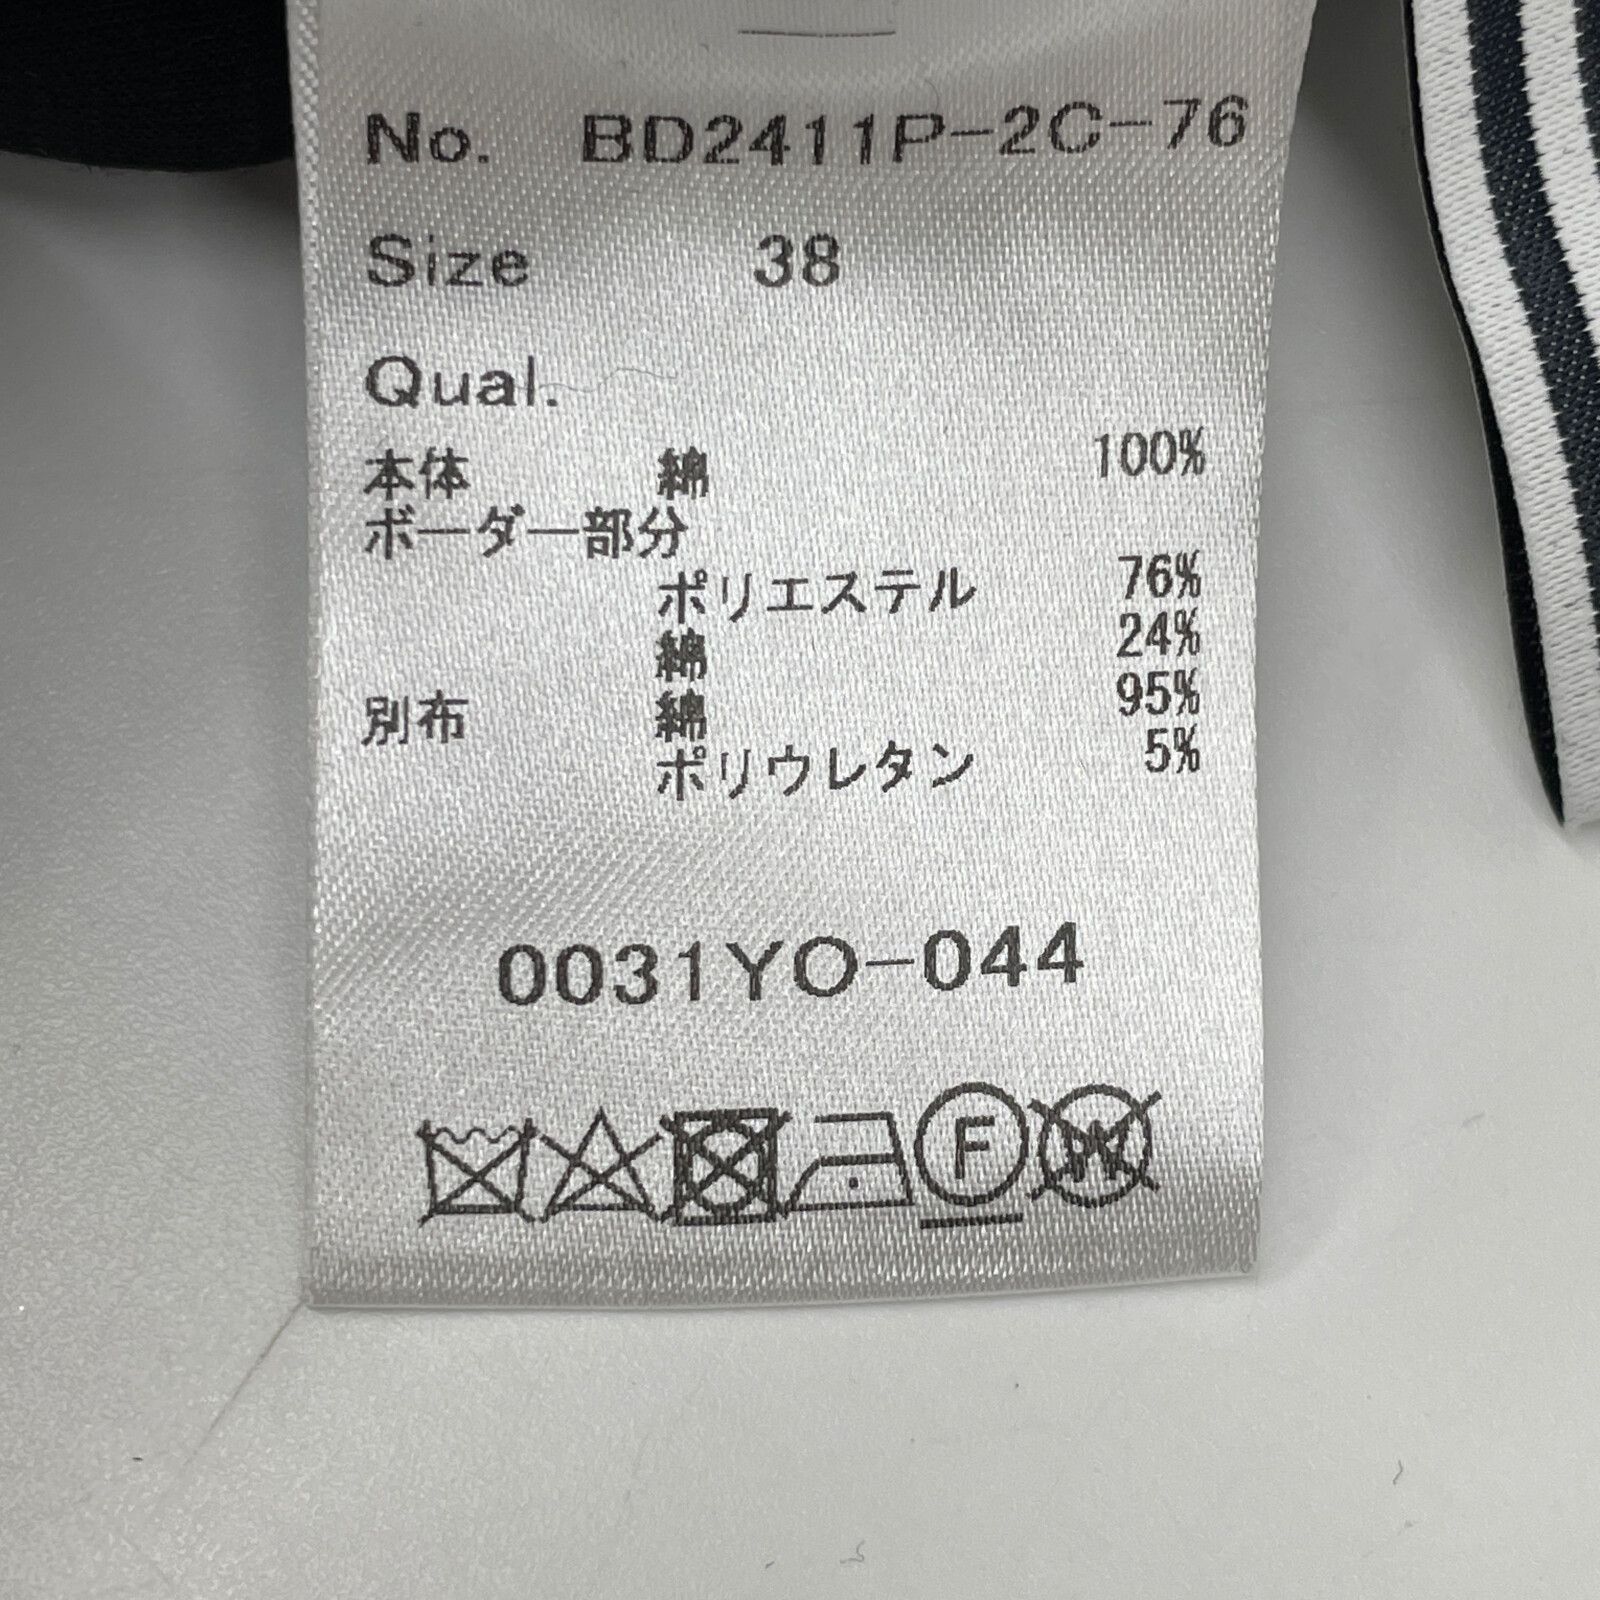 No. BD2411P-2C-76
Size 38
Qual.
本体 綿 100%
ボーダー部分
ポリエステル 76%
綿 24%
別布 綿 95%
ポリウレタン 5%
0031YO-044
F W